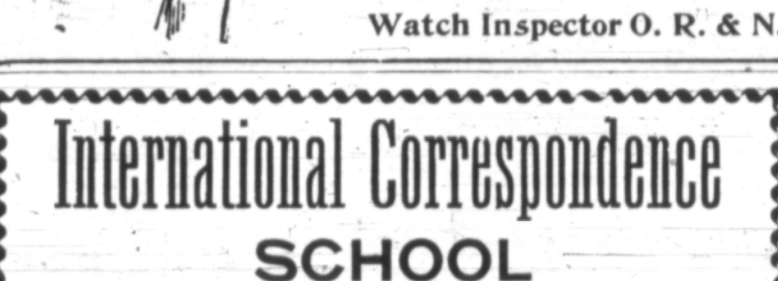 Watch Inspector O. R. & N.
International Correspondence
SCHOOL